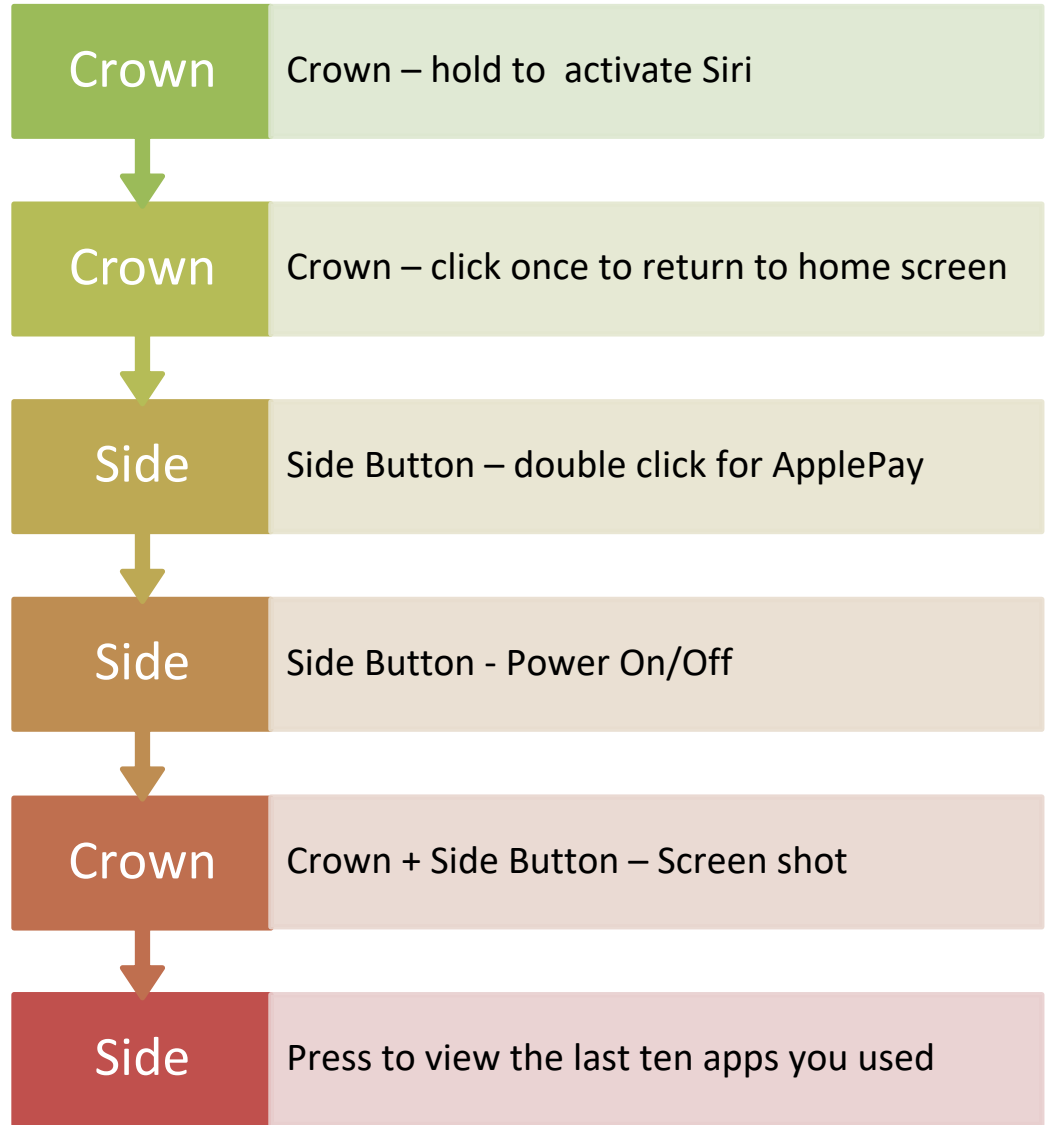 Crown
Crown – hold to  activate Siri
Crown
Crown – click once to return to home screen
Side
Side Button – double click for ApplePay
Side
Side Button - Power On/Off
Crown
Crown + Side Button – Screen shot
Side
Press to view the last ten apps you used